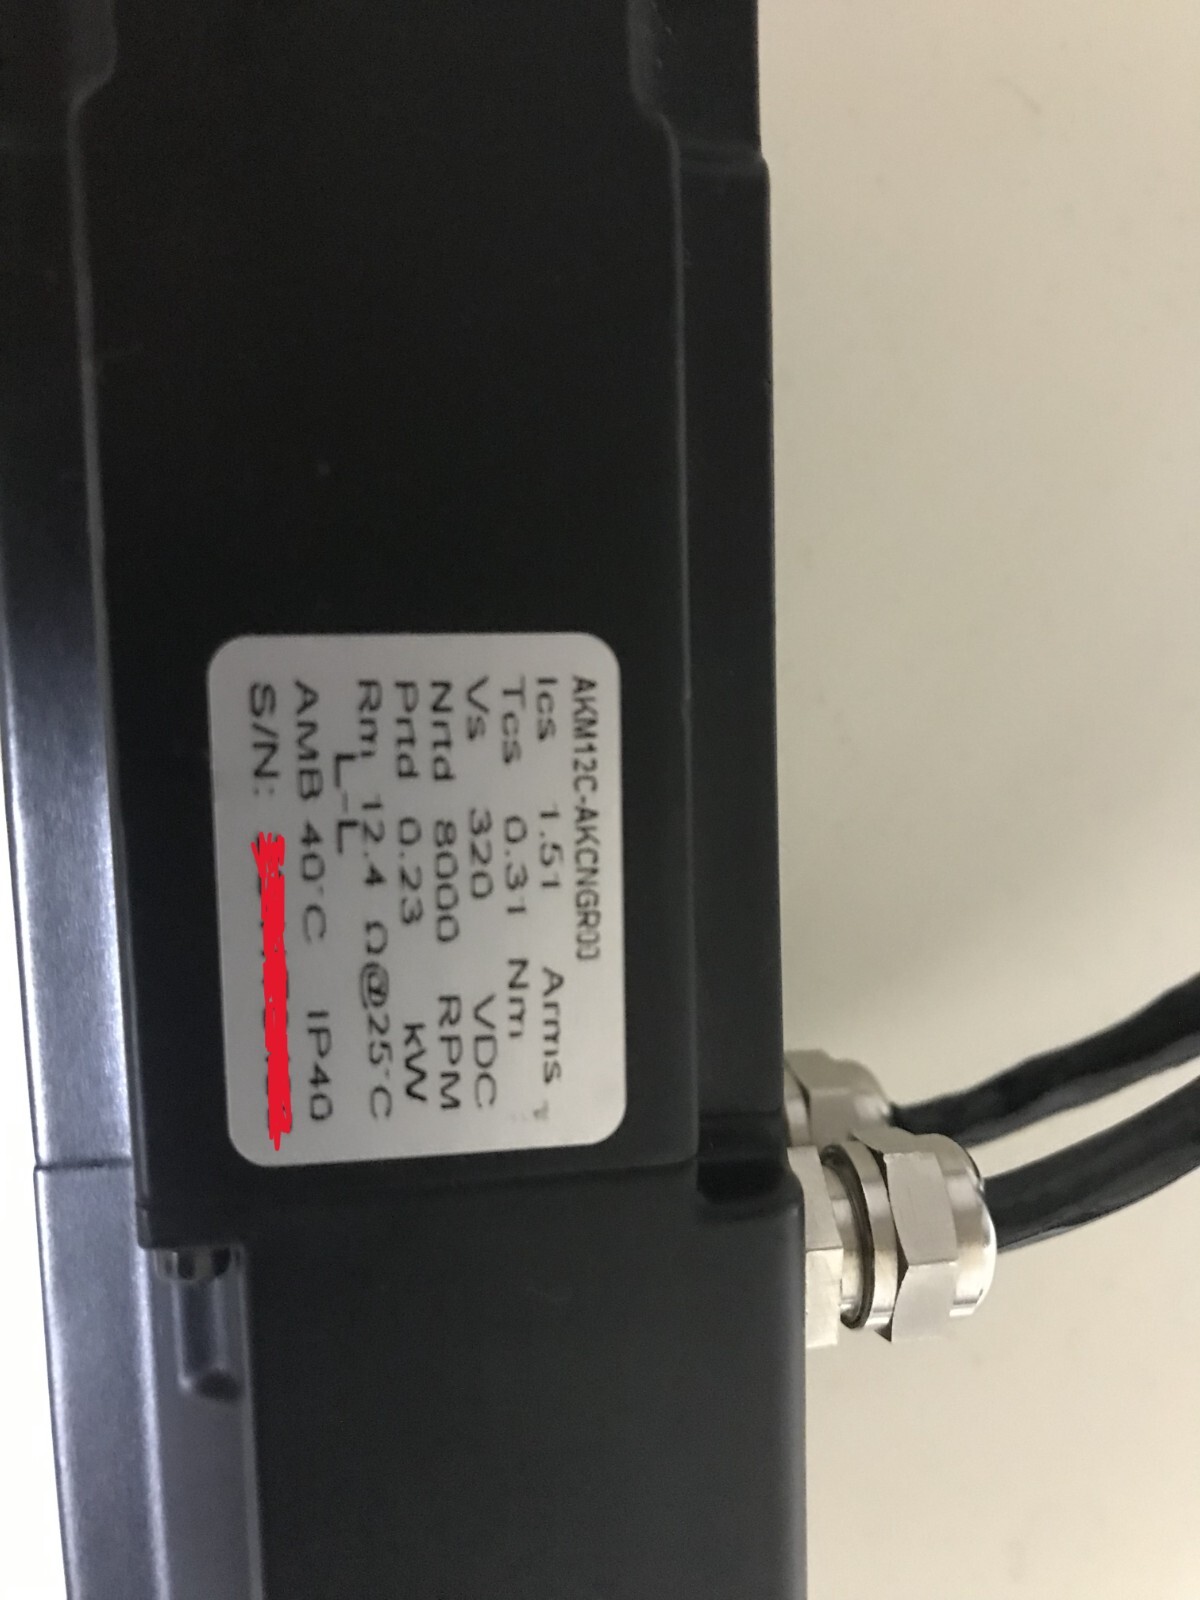 AKM12C-AKCNGR00
Ics 1.51 Arms
Tcs 0.31 Nm
Vs 320 VDC
Nrtd 8000 RPM
Prtd 0.23 kW
Rm 12.4 Ω@25°C
L-L
AMB 40°C IP40
S/N: